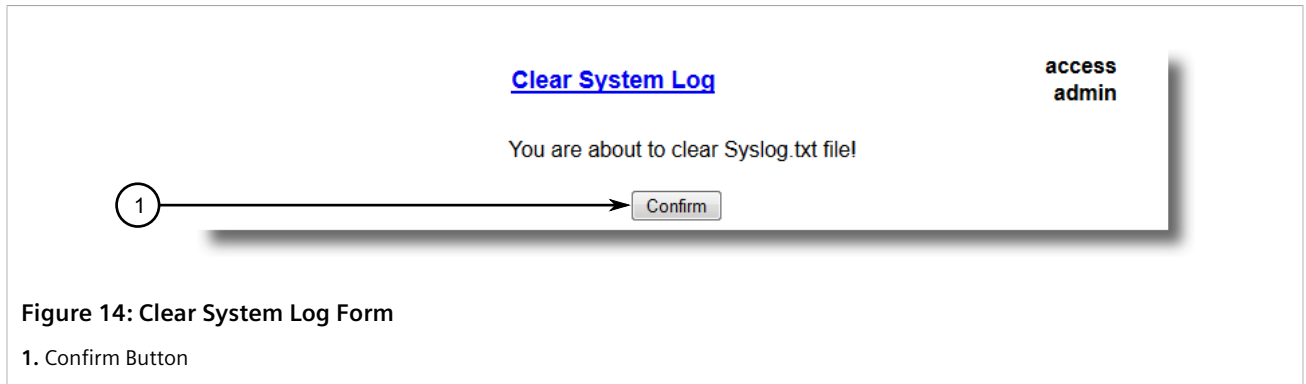 Clear System Log
access
admin
You are about to clear Syslog.txt file!
1
Confirm
Figure 14: Clear System Log Form
1. Confirm Button